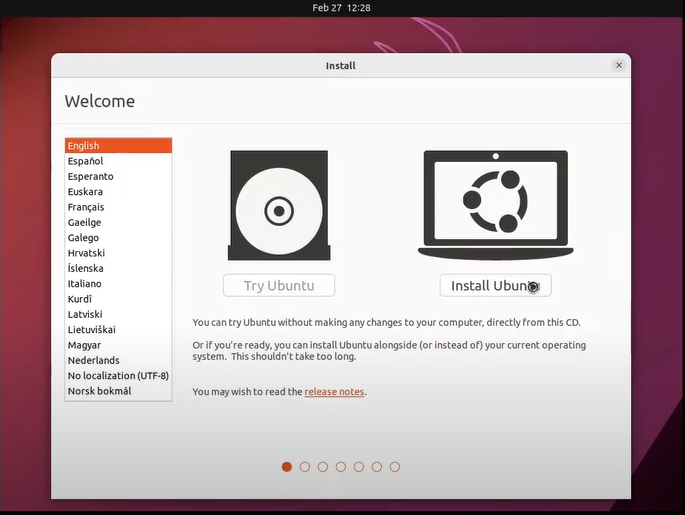 Feb 27 12:28
Install
Welcome
English
Español
Esperanto
Euskara
Français
Gaeilge
Galego
Hrvatski
Íslenska
Italiano
Kurdî
Latviski
Lietuviškai
Magyar
Nederlands
No localization (UTF-8)
Norsk bokmål
Try Ubuntu
Install Ubuntu
You can try Ubuntu without making any changes to your computer, directly from this CD.
Or if you're ready, you can install Ubuntu alongside (or instead of) your current operating
system. This shouldn't take too long.
You may wish to read the release notes.